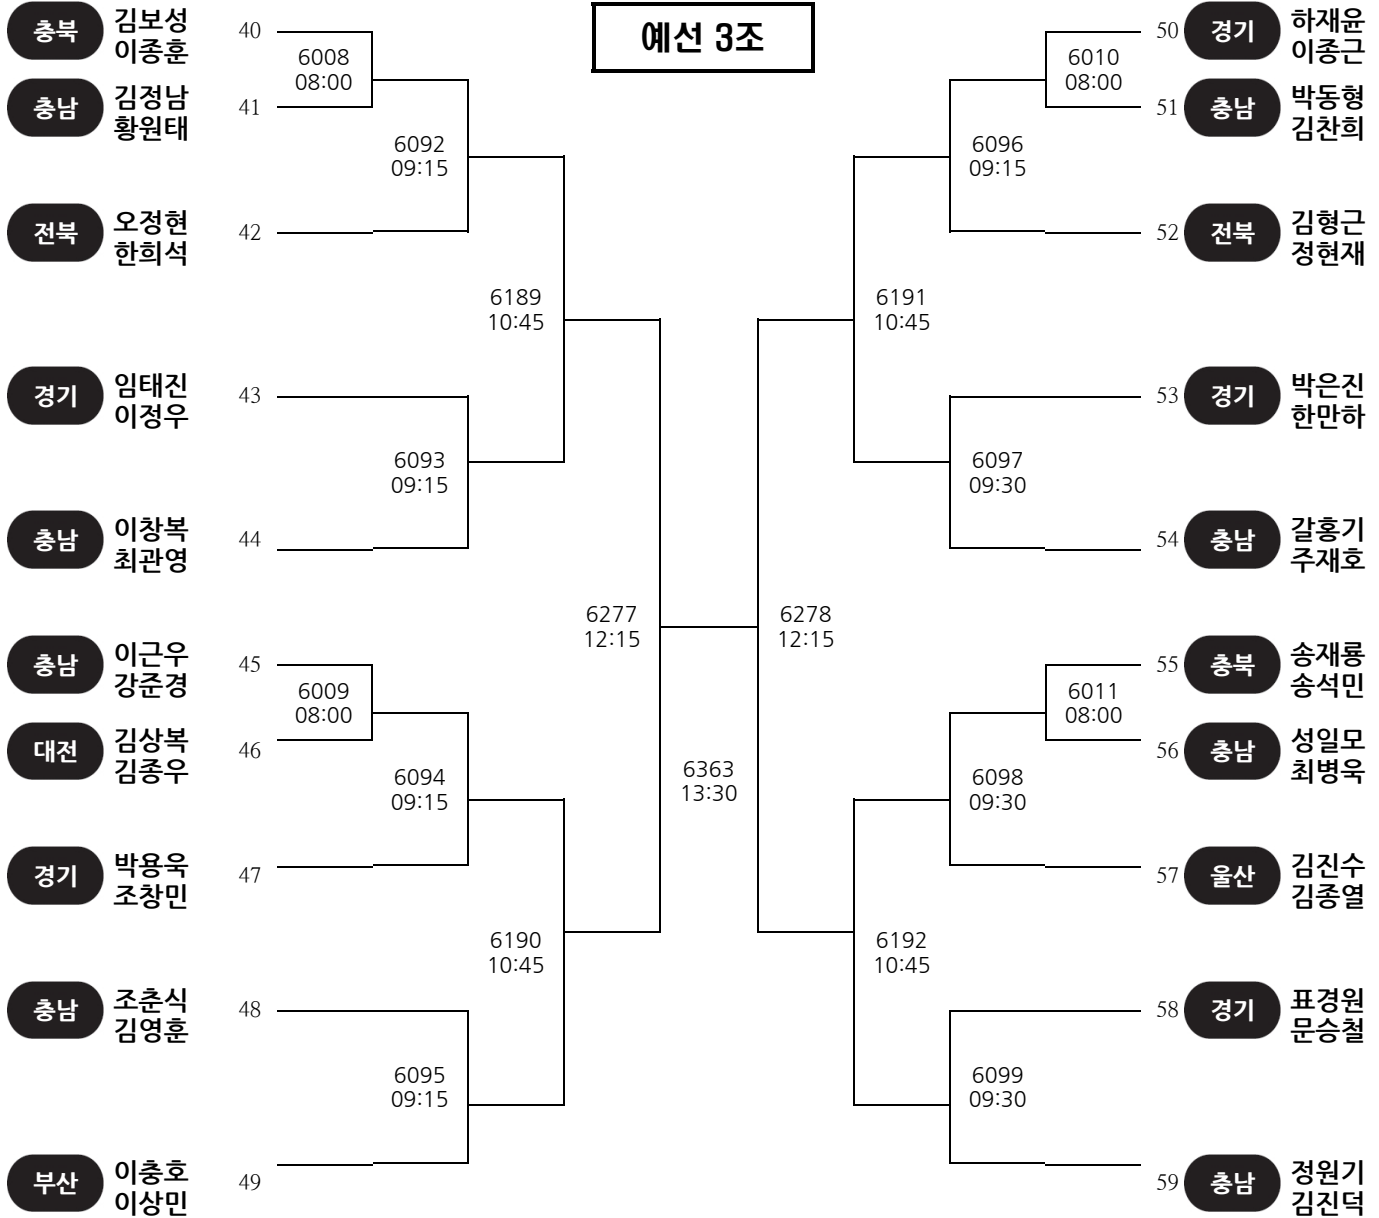 예선 3조
충북
김보성
이종훈
40
6008
08:00
충남
김정남
황원태
41
6092
09:15
전북
오정현
한희석
42
6189
10:45
경기
임태진
이정우
43
6093
09:15
충남
이창복
최관영
44
6277
12:15
충남
이근우
강준경
45
6009
08:00
대전
김상복
김종우
46
6094
09:15
경기
박용욱
조창민
47
6190
10:45
충남
조춘식
김영훈
48
6095
09:15
부산
이충호
이상민
49
6363
13:30
50
경기
하재윤
이종근
6010
08:00
51
충남
박동형
김찬희
6096
09:15
52
전북
김형근
정현재
6191
10:45
53
경기
박은진
한만하
6097
09:30
54
충남
갈홍기
주재호
6278
12:15
55
충북
송재룡
송석민
6011
08:00
56
충남
성일모
최병욱
6098
09:30
57
울산
김진수
김종열
6192
10:45
58
경기
표경원
문승철
6099
09:30
59
충남
정원기
김진덕